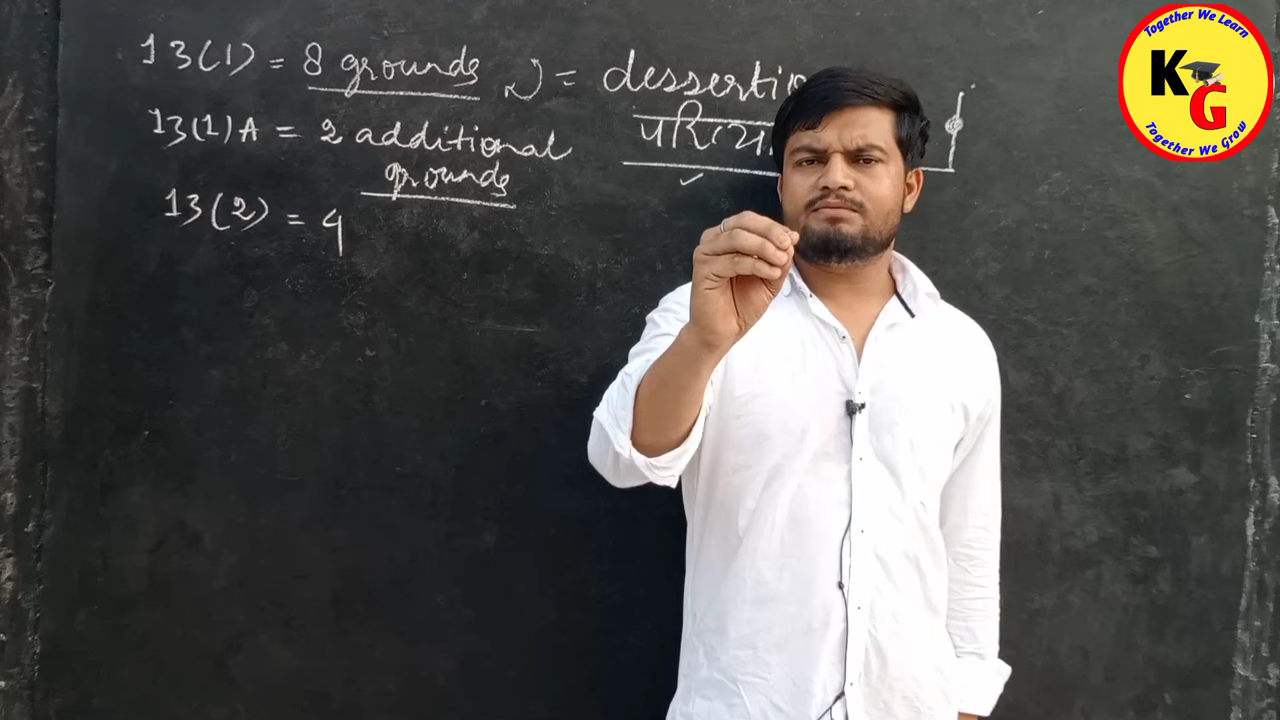 13(1) = 8 grounds
13(1)A = 2 additional
grounds
13(2) = 4
Together We Learn
KG
Together We Grow